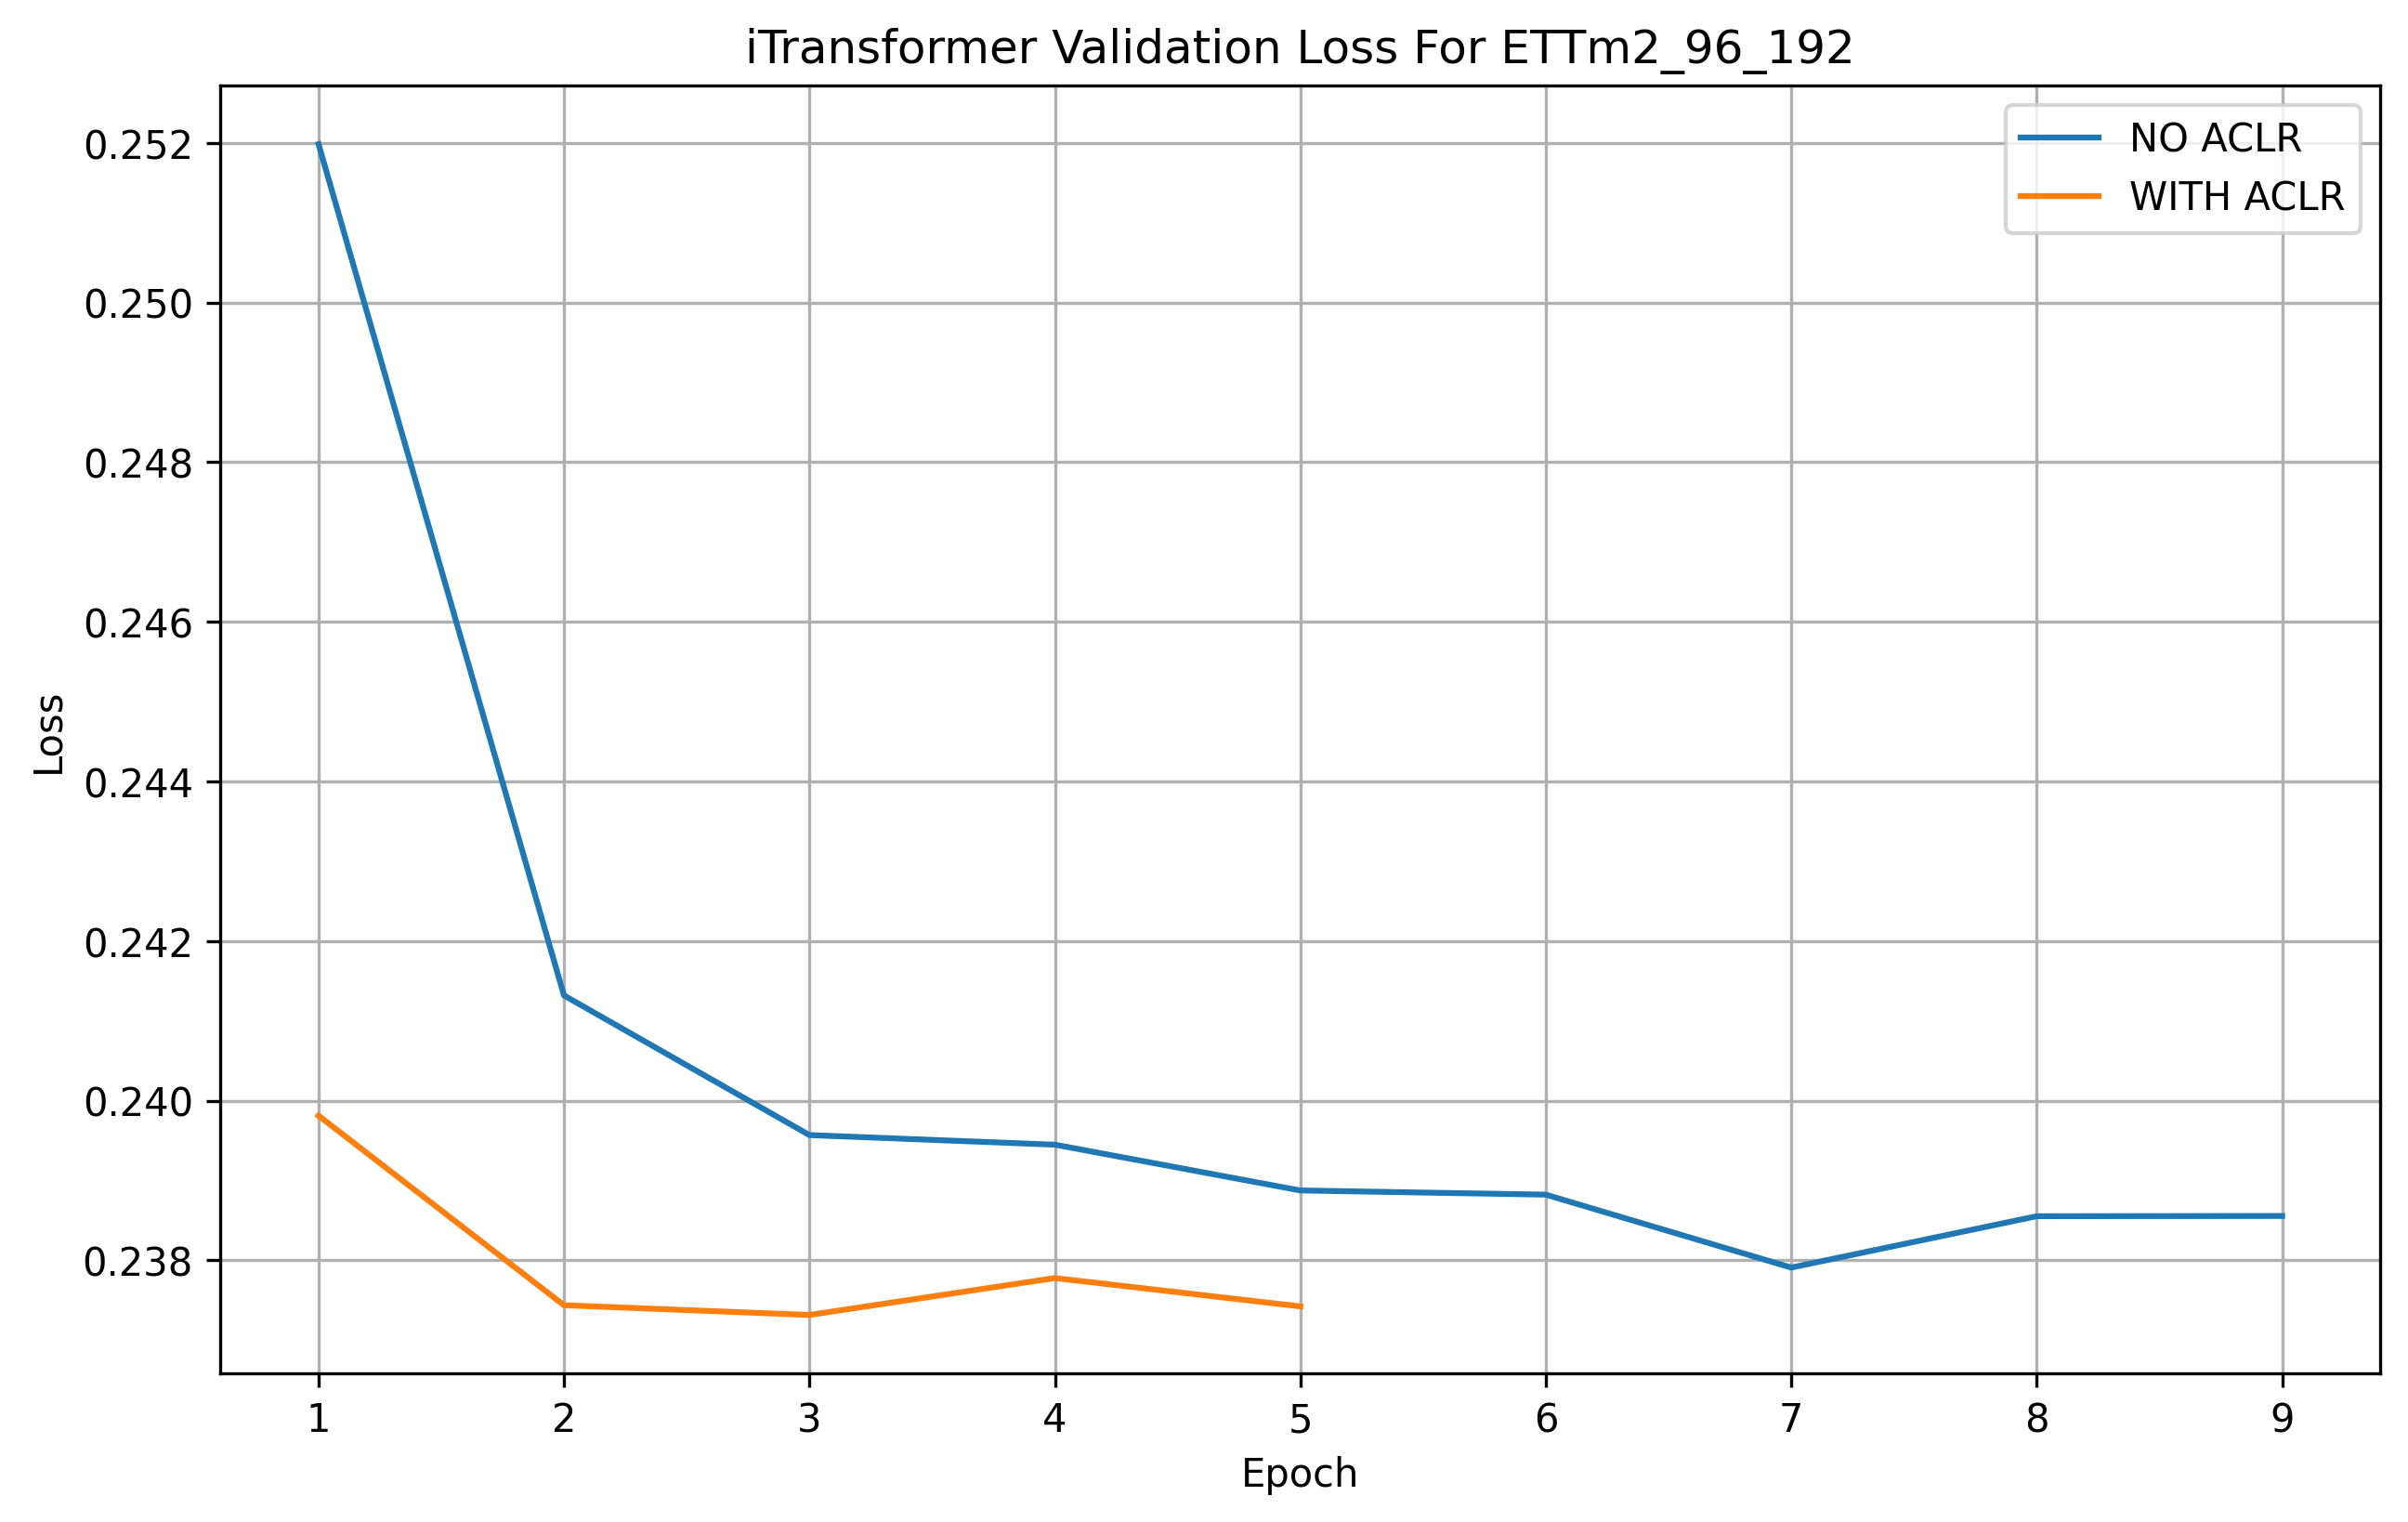 iTransformer Validation Loss For ETTm2_96_192
NO ACLR
WITH ACLR
0.252
0.250
0.248
0.246
0.244
0.242
0.240
0.238
Loss
1 2 3 4 5 6 7 8 9
Epoch